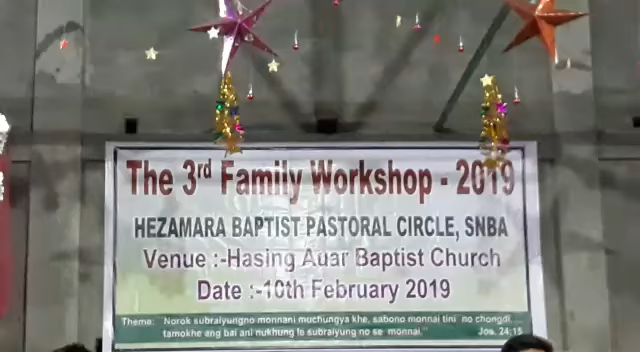 The 3rd Family Workshop - 2019
HEZAMARA BAPTIST PASTORAL CIRCLE, SNBA
Venue :-Hasing Auar Baptist Church
Date :-10th February 2019
Theme: "Norok subraiyungno monnani muchungya khe, sabono monnai tini no chongdi....
tamokhe ang bai ani nukhung le subraiyung no se monnai." Jos. 24:15